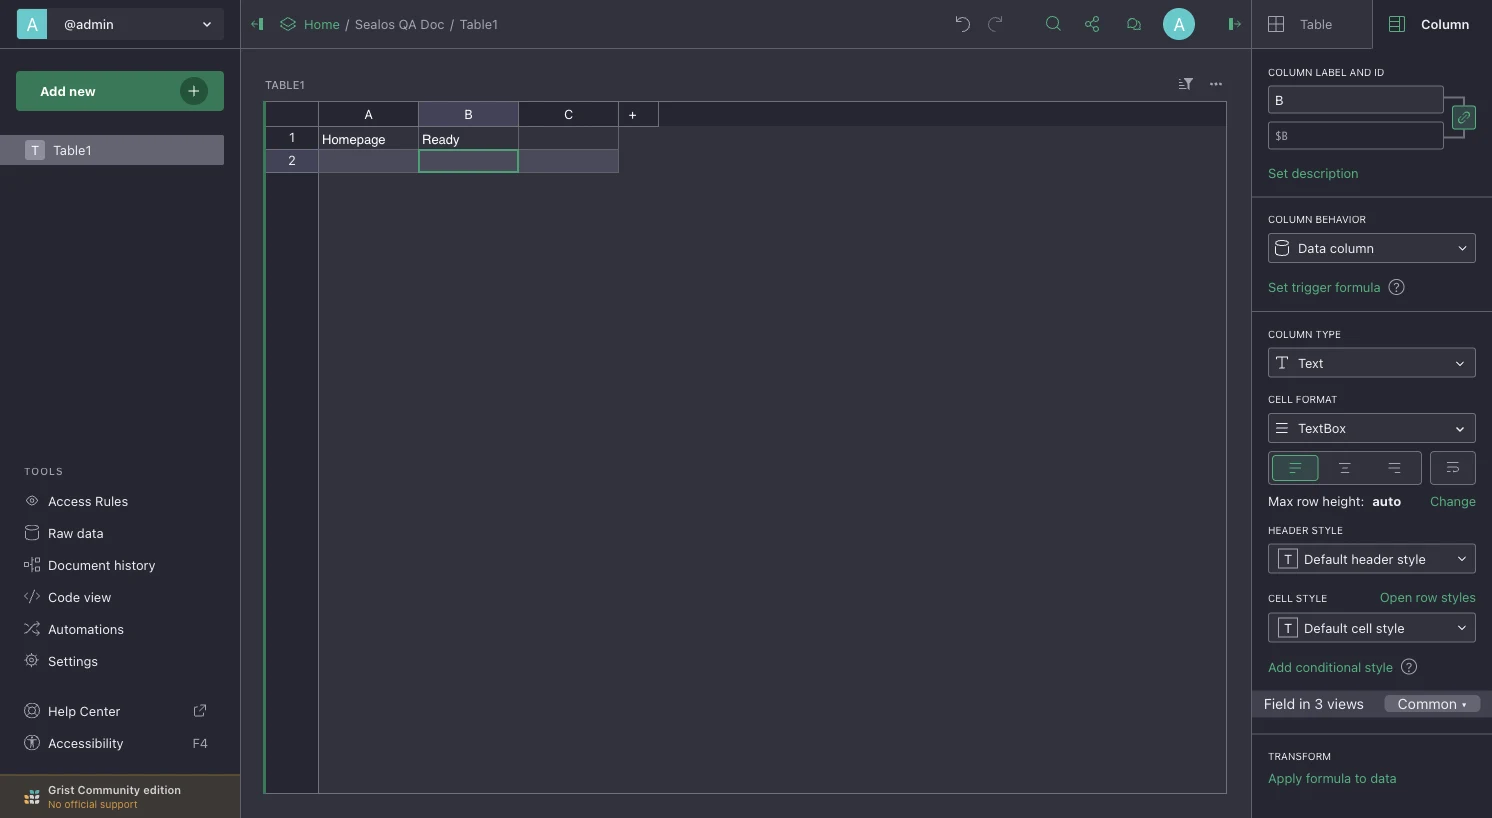 A @admin
Add new +
T Table1
TOOLS
Access Rules
Raw data
Document history
Code view
Automations
Settings
Help Center
Accessibility F4
Grist Community edition
No official support
Home / Sealos QA Doc / Table1
A
TABLE1
A B C +
1 Homepage Ready
2
Table Column
COLUMN LABEL AND ID
B
$B
Set description
COLUMN BEHAVIOR
Data column
Set trigger formula ?
COLUMN TYPE
Text
CELL FORMAT
TextBox
Max row height: auto Change
HEADER STYLE
T Default header style
CELL STYLE Open row styles
T Default cell style
Add conditional style ?
Field in 3 views Common
TRANSFORM
Apply formula to data